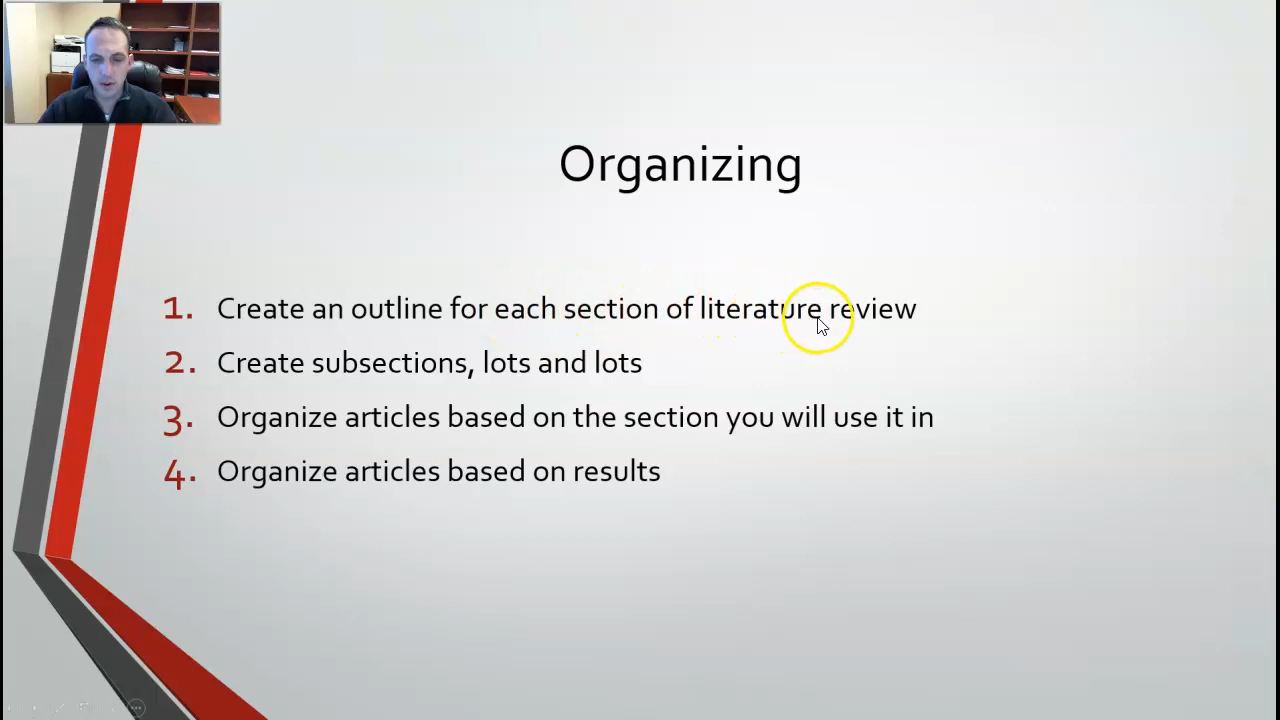 Organizing
1. Create an outline for each section of literature review
2. Create subsections, lots and lots
3. Organize articles based on the section you will use it in
4. Organize articles based on results